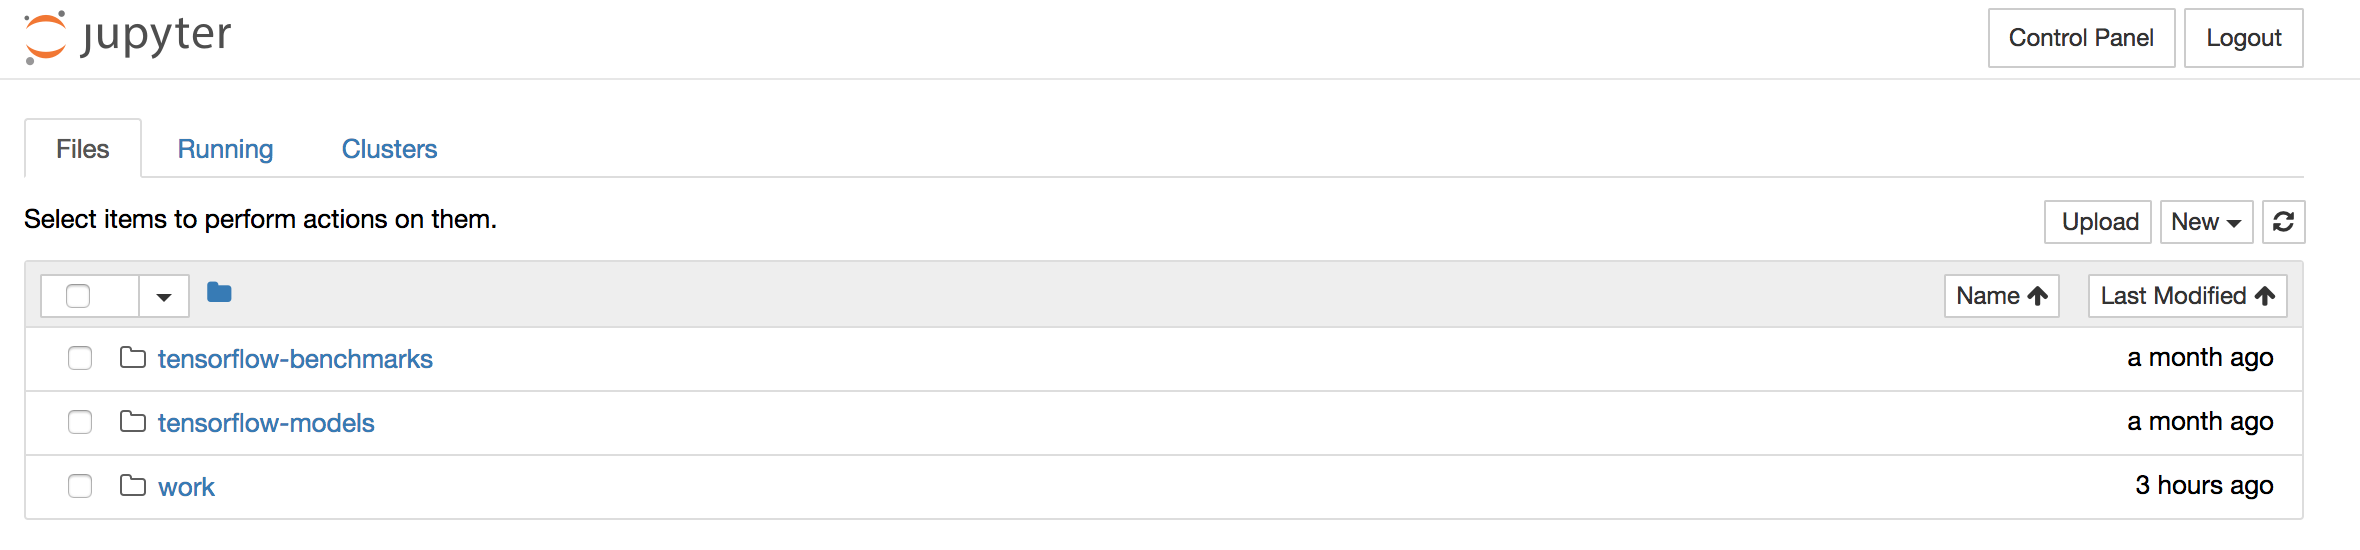 jupyter
Control Panel
Logout
Files
Running
Clusters
Select items to perform actions on them.
Upload
New
Name
Last Modified
tensorflow-benchmarks
a month ago
tensorflow-models
a month ago
work
3 hours ago